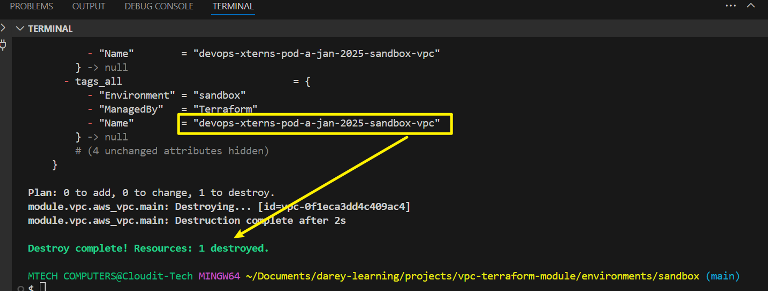 PROBLEMS OUTPUT DEBUG CONSOLE TERMINAL
TERMINAL
- "Name" = "devops-xterns-pod-a-jan-2025-sandbox-vpc"
} -> null
- tags_all = {
- "Environment" = "sandbox"
- "ManagedBy" = "Terraform"
- "Name" = "devops-xterns-pod-a-jan-2025-sandbox-vpc"
} -> null
# (4 unchanged attributes hidden)
}
Plan: 0 to add, 0 to change, 1 to destroy.
module.vpc.aws_vpc.main: Destroying... [id=vpc-0f1eca3dd4c409ac4]
module.vpc.aws_vpc.main: Destruction complete after 2s
Destroy complete! Resources: 1 destroyed.
MTECH COMPUTERS@Cloudit-Tech MINGW64 ~/Documents/darey-learning/projects/vpc-terraform-module/environments/sandbox (main)
$